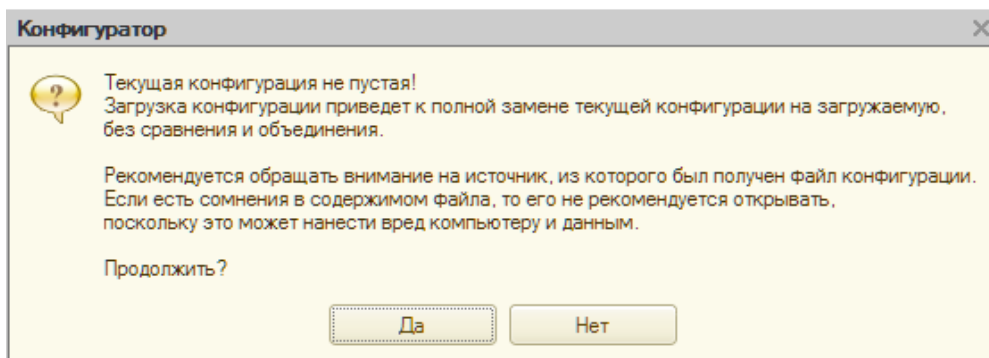 Конфигуратор
Текущая конфигурация не пустая!
Загрузка конфигурации приведет к полной замене текущей конфигурации на загружаемую,
без сравнения и объединения.
Рекомендуется обращать внимание на источник, из которого был получен файл конфигурации.
Если есть сомнения в содержимом файла, то его не рекомендуется открывать,
поскольку это может нанести вред компьютеру и данным.
Продолжить?
Да
Нет